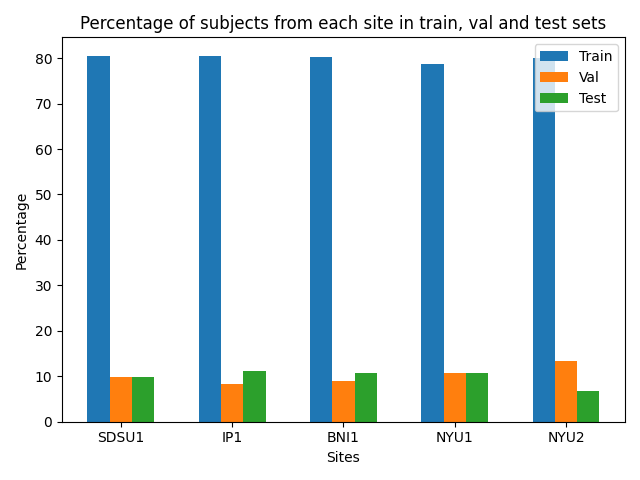 Percentage of subjects from each site in train, val and test sets
Train
Val
Test
Percentage
80
70
60
50
40
30
20
10
0
SDSU1 IP1 BNI1 NYU1 NYU2
Sites